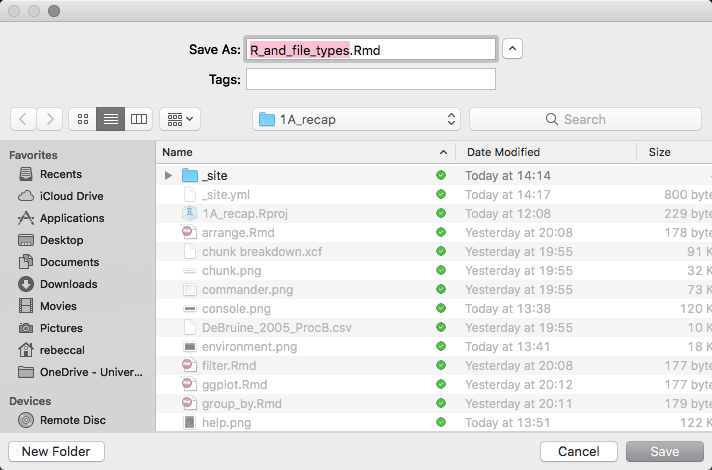 Save As: R_and_file_types.Rmd
Tags:
1A_recap
Search
Favorites
Recents
iCloud Drive
Applications
Desktop
Documents
Downloads
Movies
Pictures
rebeccal
OneDrive - Univer...
Devices
Remote Disc
Name Date Modified Size
_site Today at 14:14
_site.yml Today at 14:17 800 byte
1A_recap.Rproj Today at 12:08 229 byte
arrange.Rmd Yesterday at 20:08 178 byte
chunk breakdown.xcf Yesterday at 19:55 91 K
chunk.png Yesterday at 19:55 32 K
commander.png Yesterday at 19:55 73 K
console.png Today at 13:38 120 K
DeBruine_2005_ProcB.csv Yesterday at 19:55 10 K
environment.png Today at 13:41 18 K
filter.Rmd Yesterday at 20:08 177 byte
ggplot.Rmd Yesterday at 20:12 177 byte
group_by.Rmd Yesterday at 20:11 179 byte
help.png Today at 13:51 122 K
New Folder Cancel Save